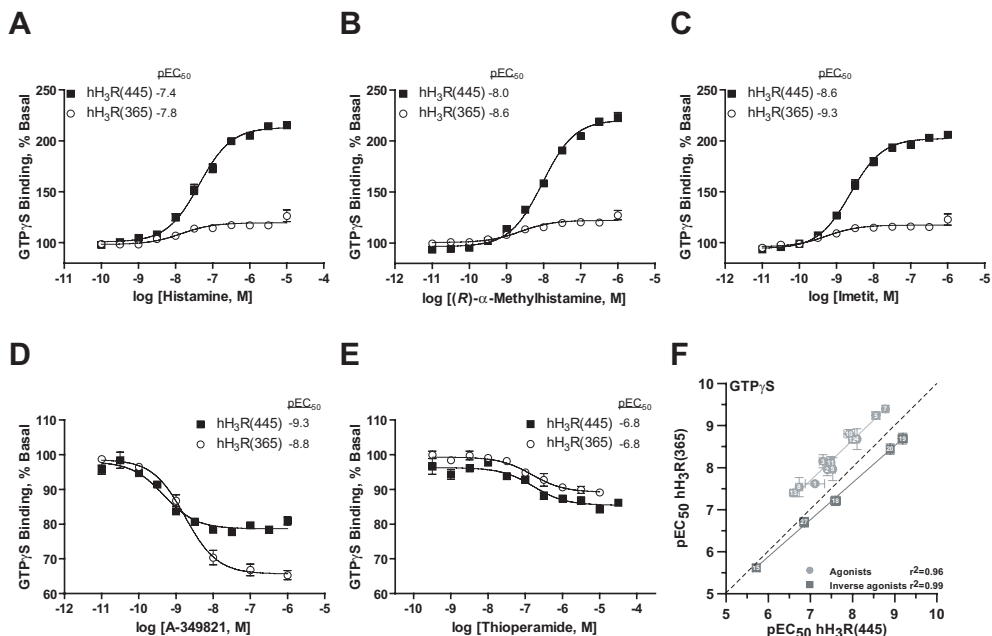 A
B
C
pEC50
hH3R(445) -7.4
hH3R(365) -7.8
pEC50
hH3R(445) -8.0
hH3R(365) -8.6
pEC50
hH3R(445) -8.6
hH3R(365) -9.3
GTPγS Binding, % Basal
250
200
150
100
-11 -10 -9 -8 -7 -6 -5 -4
log [Histamine, M]
GTPγS Binding, % Basal
250
200
150
100
-12 -11 -10 -9 -8 -7 -6 -5
log [(R)-α-Methylhistamine, M]
GTPγS Binding, % Basal
250
200
150
100
-12 -11 -10 -9 -8 -7 -6 -5
log [Imetit, M]
D
E
F
pEC50
hH3R(445) -9.3
hH3R(365) -8.8
GTPγS Binding, % Basal
110
100
90
80
70
60
-12 -11 -10 -9 -8 -7 -6 -5
log [A-349821, M]
pEC50
hH3R(445) -6.8
hH3R(365) -6.8
GTPγS Binding, % Basal
110
100
90
80
70
60
-10 -9 -8 -7 -6 -5 -4
log [Thioperamide, M]
GTPγS
pEC50 hH3R(365)
10
9
8
7
6
5
Agonists r2=0.96
Inverse agonists r2=0.99
5 6 7 8 9 10
pEC50 hH3R(445)